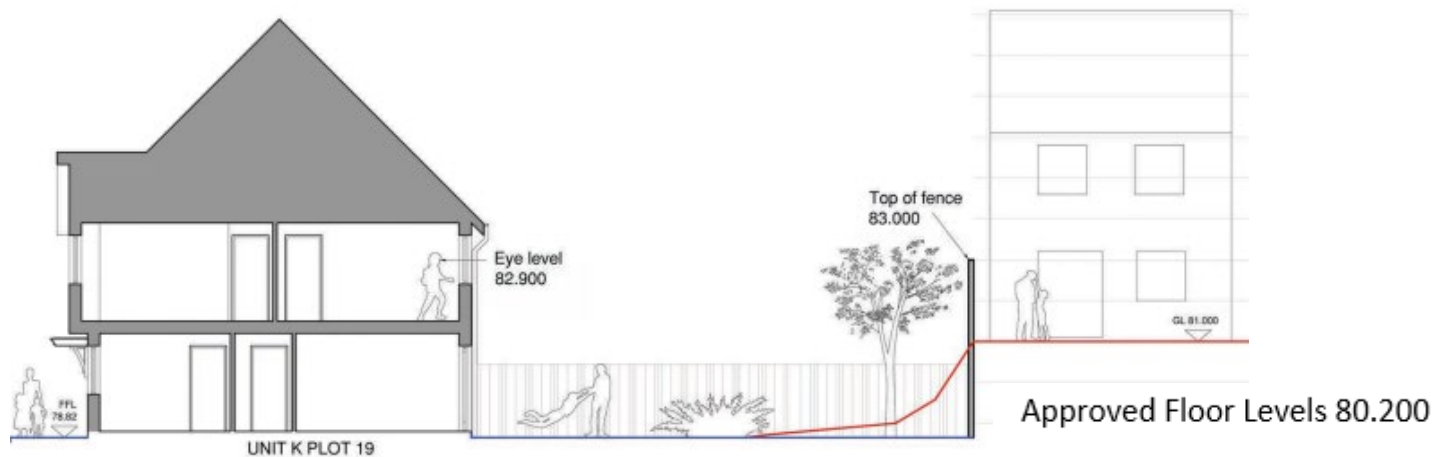 Top of fence
83.000
Eye level
82.900
GL 81.000
FFL
78.82
Approved Floor Levels 80.200
UNIT K PLOT 19